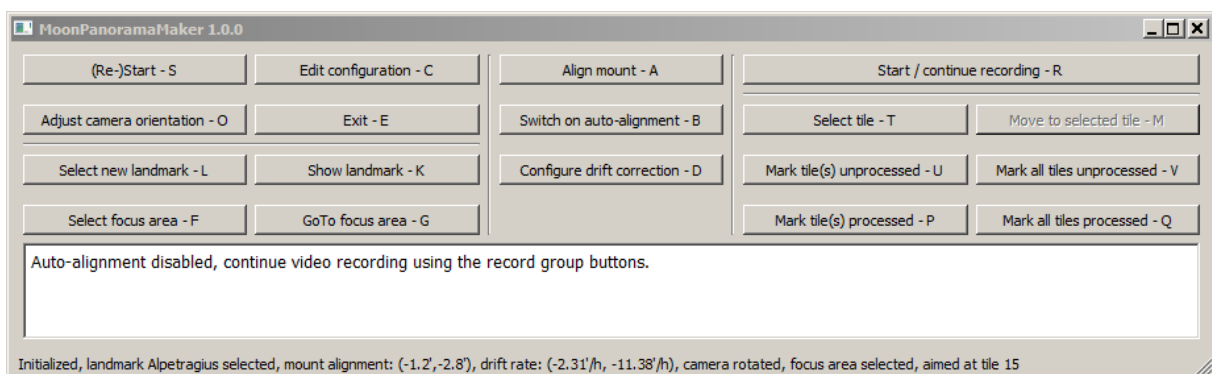 MoonPanoramaMaker 1.0.0
(Re-)Start - S
Edit configuration - C
Align mount - A
Start / continue recording - R
Adjust camera orientation - O
Exit - E
Switch on auto-alignment - B
Select tile - T
Move to selected tile - M
Select new landmark - L
Show landmark - K
Configure drift correction - D
Mark tile(s) unprocessed - U
Mark all tiles unprocessed - V
Select focus area - F
GoTo focus area - G
Mark tile(s) processed - P
Mark all tiles processed - Q
Auto-alignment disabled, continue video recording using the record group buttons.
Initialized, landmark Alpetragius selected, mount alignment: (-1.2',-2.8'), drift rate: (-2.31'/h, -11.38'/h), camera rotated, focus area selected, aimed at tile 15